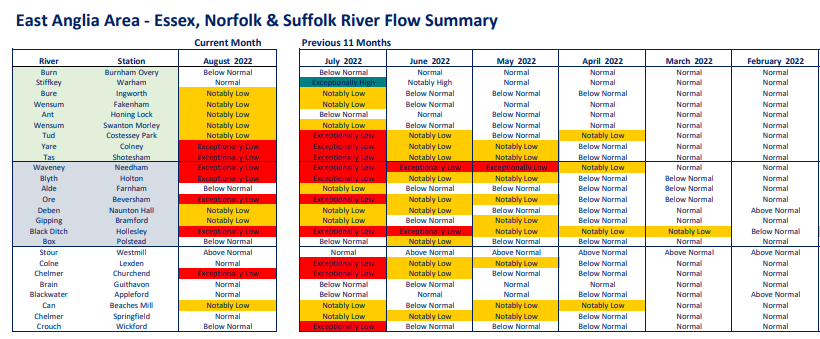 East Anglia Area - Essex, Norfolk & Suffolk River Flow Summary
Current Month Previous 11 Months
River Station August 2022 July 2022 June 2022 May 2022 April 2022 March 2022 February 2022
Burn Burnham Overy Below Normal Below Normal Normal Normal Normal Normal Normal
Stiffkey Warham Normal Exceptionally High Notably High Normal Normal Normal Normal
Bure Ingworth Notably Low Notably Low Below Normal Below Normal Below Normal Normal Normal
Wensum Fakenham Notably Low Notably Low Below Normal Normal Normal Normal Normal
Ant Honing Lock Notably Low Below Normal Normal Below Normal Normal Normal Normal
Wensum Swanton Morley Notably Low Notably Low Below Normal Below Normal Below Normal Normal Normal
Tud Costessey Park Notably Low Exceptionally Low Notably Low Below Normal Notably Low Normal Normal
Yare Colney Exceptionally Low Exceptionally Low Notably Low Notably Low Below Normal Normal Normal
Tas Shotesham Exceptionally Low Exceptionally Low Notably Low Notably Low Below Normal Normal Normal
Waveney Needham Exceptionally Low Exceptionally Low Exceptionally Low Exceptionally Low Notably Low Normal Normal
Blyth Holton Exceptionally Low Exceptionally Low Notably Low Notably Low Below Normal Below Normal Normal
Alde Farnham Below Normal Notably Low Below Normal Below Normal Below Normal Below Normal Normal
Ore Beversham Exceptionally Low Exceptionally Low Notably Low Notably Low Below Normal Below Normal Normal
Deben Naunton Hall Notably Low Notably Low Notably Low Below Normal Below Normal Normal Above Normal
Gipping Bramford Notably Low Notably Low Below Normal Notably Low Below Normal Normal Normal
Black Ditch Hollesley Exceptionally Low Exceptionally Low Exceptionally Low Notably Low Notably Low Notably Low Below Normal
Box Polstead Below Normal Below Normal Notably Low Below Normal Below Normal Normal Normal
Stour Westmill Above Normal Normal Above Normal Above Normal Above Normal Above Normal Above Normal
Colne Lexden Normal Exceptionally Low Notably Low Notably Low Below Normal Normal Normal
Chelmer Churchend Exceptionally Low Exceptionally Low Notably Low Below Normal Below Normal Normal Normal
Brain Guithavon Normal Below Normal Below Normal Normal Below Normal Normal Normal
Blackwater Appleford Normal Below Normal Normal Normal Below Normal Normal Above Normal
Can Beaches Mill Notably Low Notably Low Below Normal Notably Low Notably Low Normal Normal
Chelmer Springfield Normal Notably Low Notably Low Below Normal Below Normal Normal Normal
Crouch Wickford Below Normal Exceptionally Low Below Normal Below Normal Below Normal Normal Normal